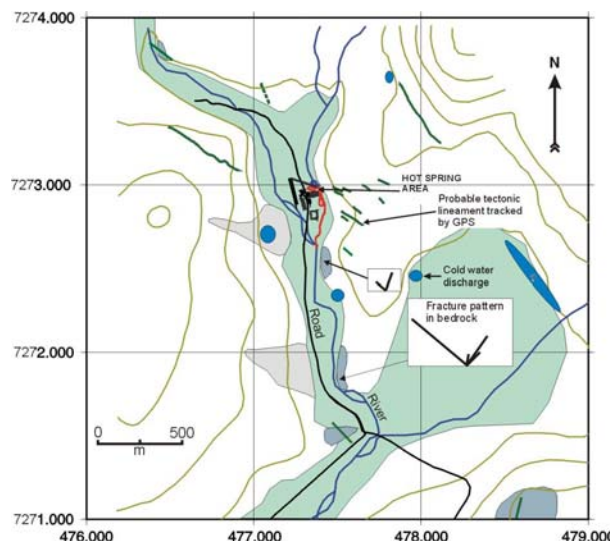 7274.000
N
7273.000
HOT SPRING
AREA
Probable tectonic
lineament tracked
by GPS
Cold water
discharge
Fracture pattern
in bedrock
Road
7272.000
River
0 500
m
7271.000
476.000 477.000 478.000 479.000